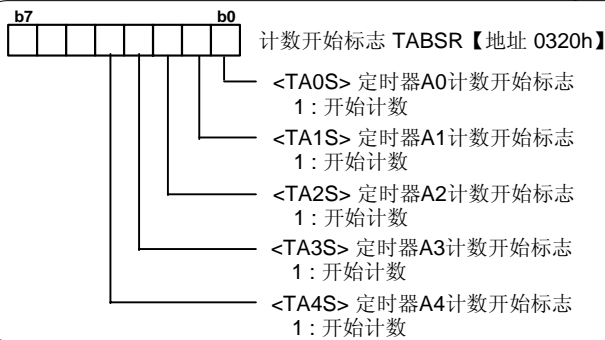 b7 b0
计数开始标志 TABSR【地址 0320h】
<TA0S> 定时器A0计数开始标志
1 : 开始计数
<TA1S> 定时器A1计数开始标志
1 : 开始计数
<TA2S> 定时器A2计数开始标志
1 : 开始计数
<TA3S> 定时器A3计数开始标志
1 : 开始计数
<TA4S> 定时器A4计数开始标志
1 : 开始计数